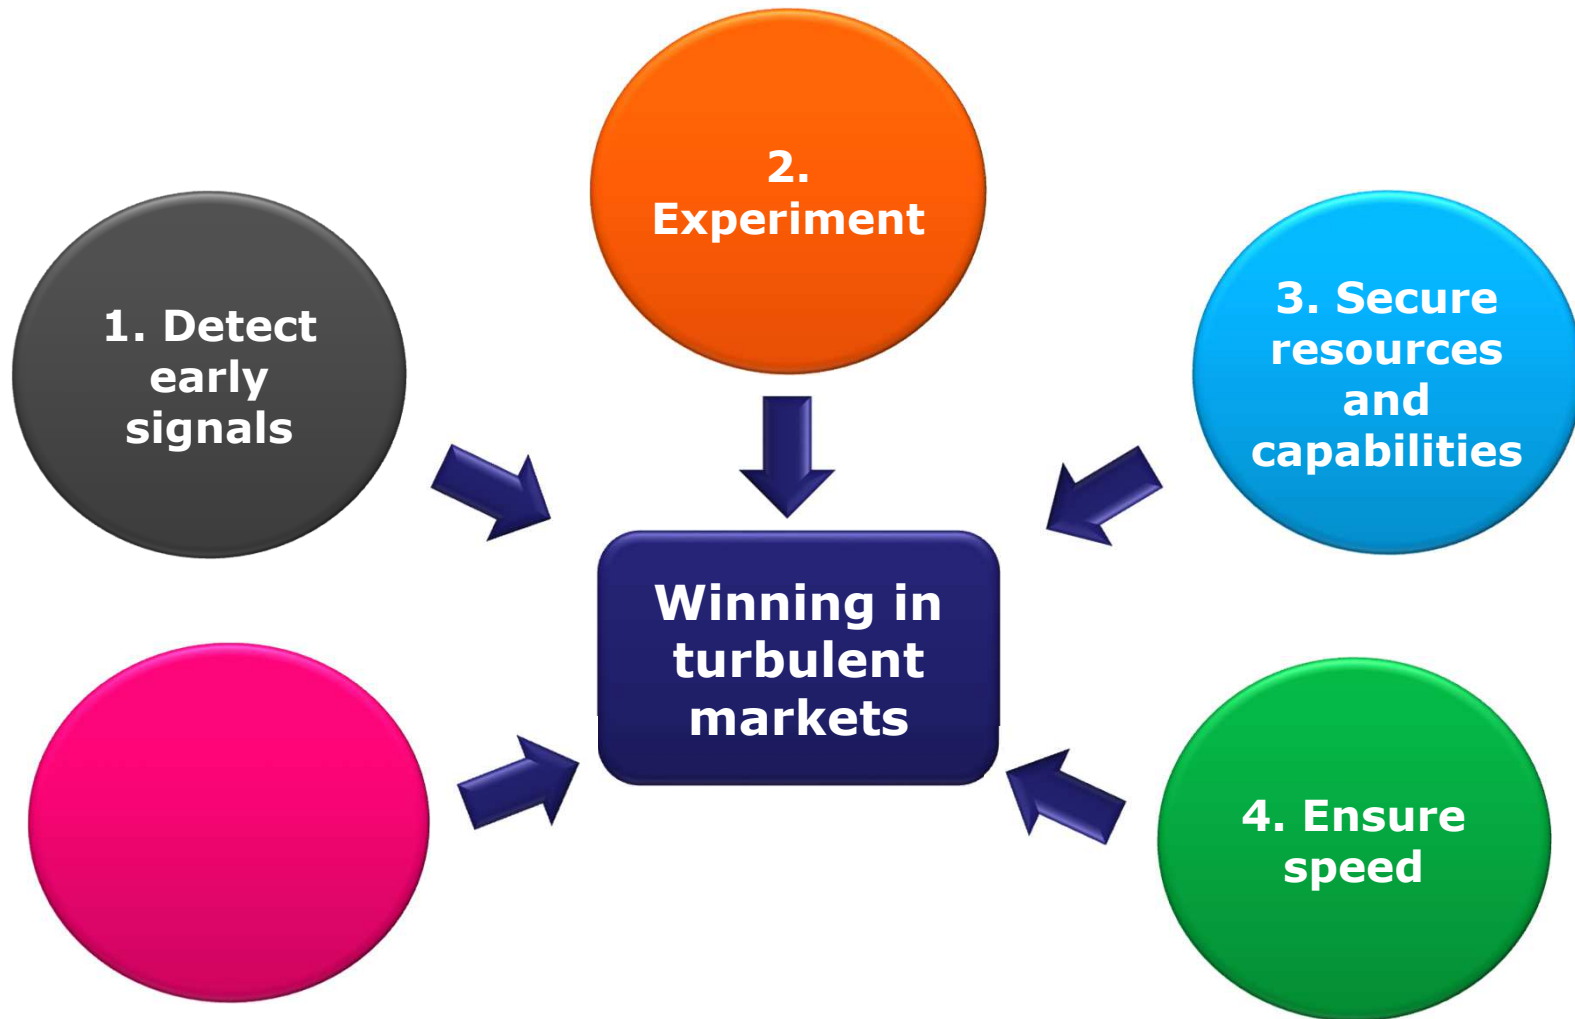 2.
Experiment
1. Detect
early
signals
3. Secure
resources
and
capabilities
Winning in
turbulent
markets
4. Ensure
speed